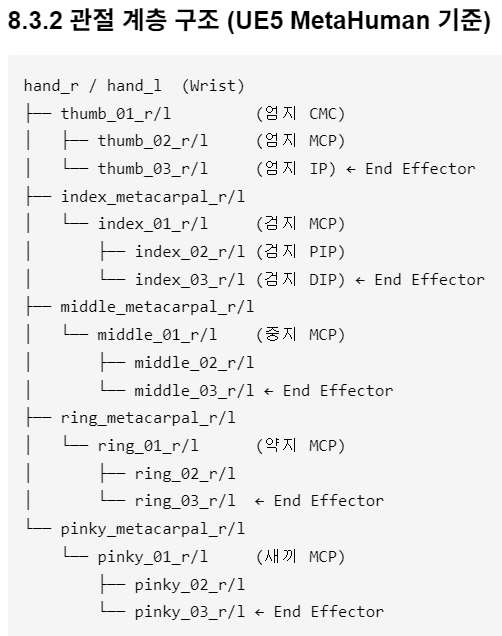 8.3.2 관절 계층 구조 (UE5 MetaHuman 기준)
hand_r / hand_l  (Wrist)
├── thumb_01_r/l         (엄지 CMC)
│   ├── thumb_02_r/l     (엄지 MCP)
│   └── thumb_03_r/l     (엄지 IP) ← End Effector
├── index_metacarpal_r/l
│   └── index_01_r/l     (검지 MCP)
│       ├── index_02_r/l (검지 PIP)
│       └── index_03_r/l (검지 DIP) ← End Effector
├── middle_metacarpal_r/l
│   └── middle_01_r/l    (중지 MCP)
│       ├── middle_02_r/l
│       └── middle_03_r/l ← End Effector
├── ring_metacarpal_r/l
│   └── ring_01_r/l      (약지 MCP)
│       ├── ring_02_r/l
│       └── ring_03_r/l  ← End Effector
└── pinky_metacarpal_r/l
    └── pinky_01_r/l     (새끼 MCP)
        ├── pinky_02_r/l
        └── pinky_03_r/l ← End Effector